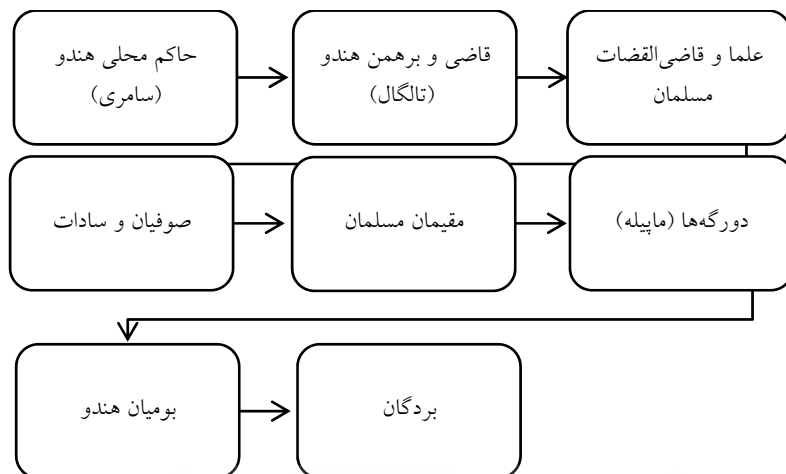 حاکم محلی هندو
(سامری)
قاضی و برهمن هندو
(تالگال)
علما و قاضی‌القضات
مسلمان
صوفیان و سادات
مقیمان مسلمان
دورگه‌ها (ماپیله)
بومیان هندو
بردگان